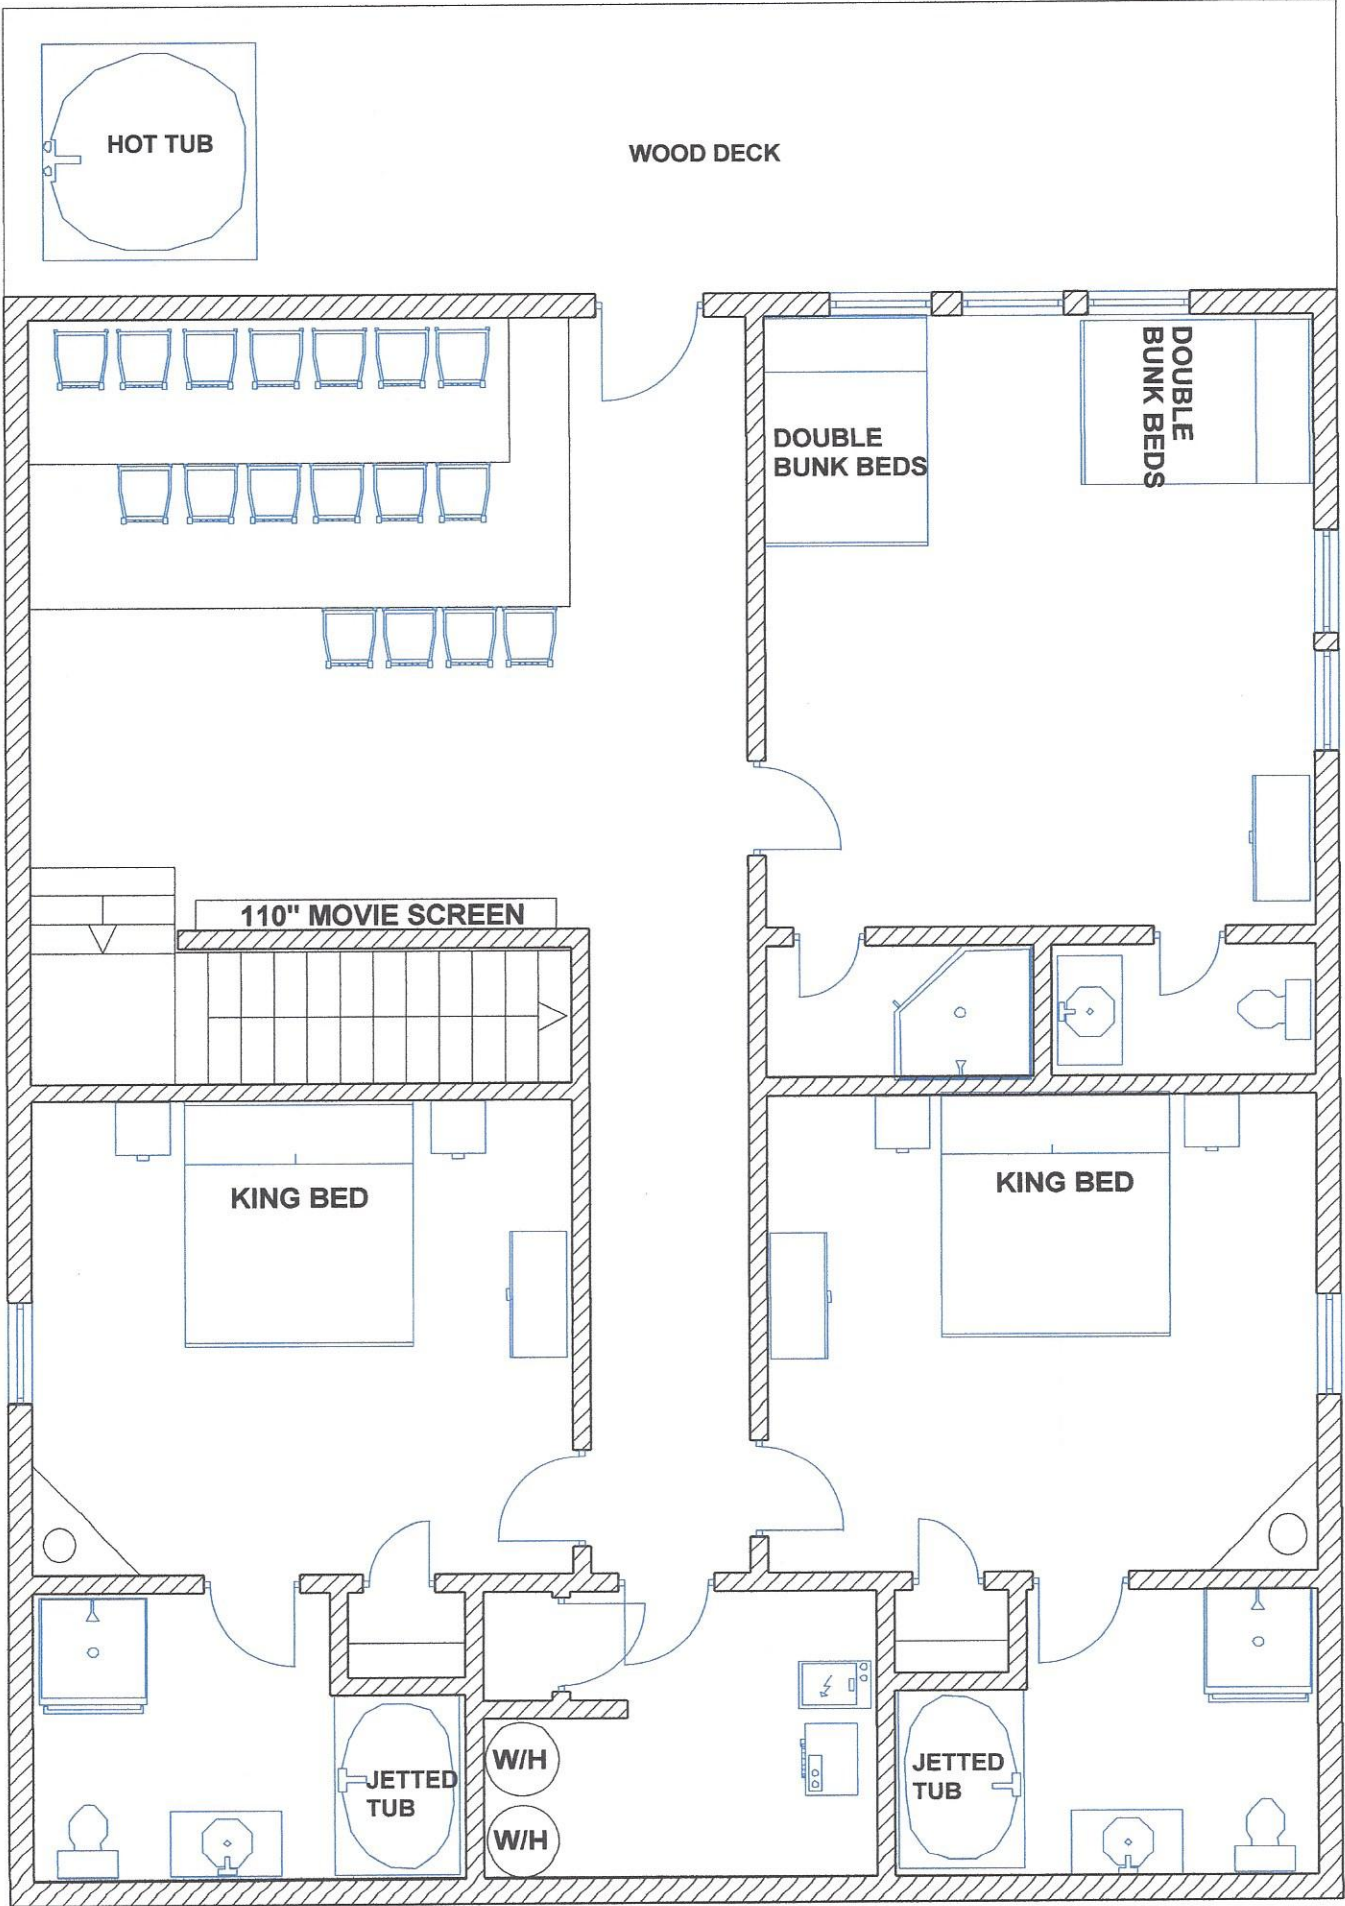 HOT TUB
WOOD DECK
DOUBLE
BUNK BEDS
DOUBLE
BUNK BEDS
110" MOVIE SCREEN
KING BED
KING BED
JETTED
TUB
W/H
W/H
JETTED
TUB